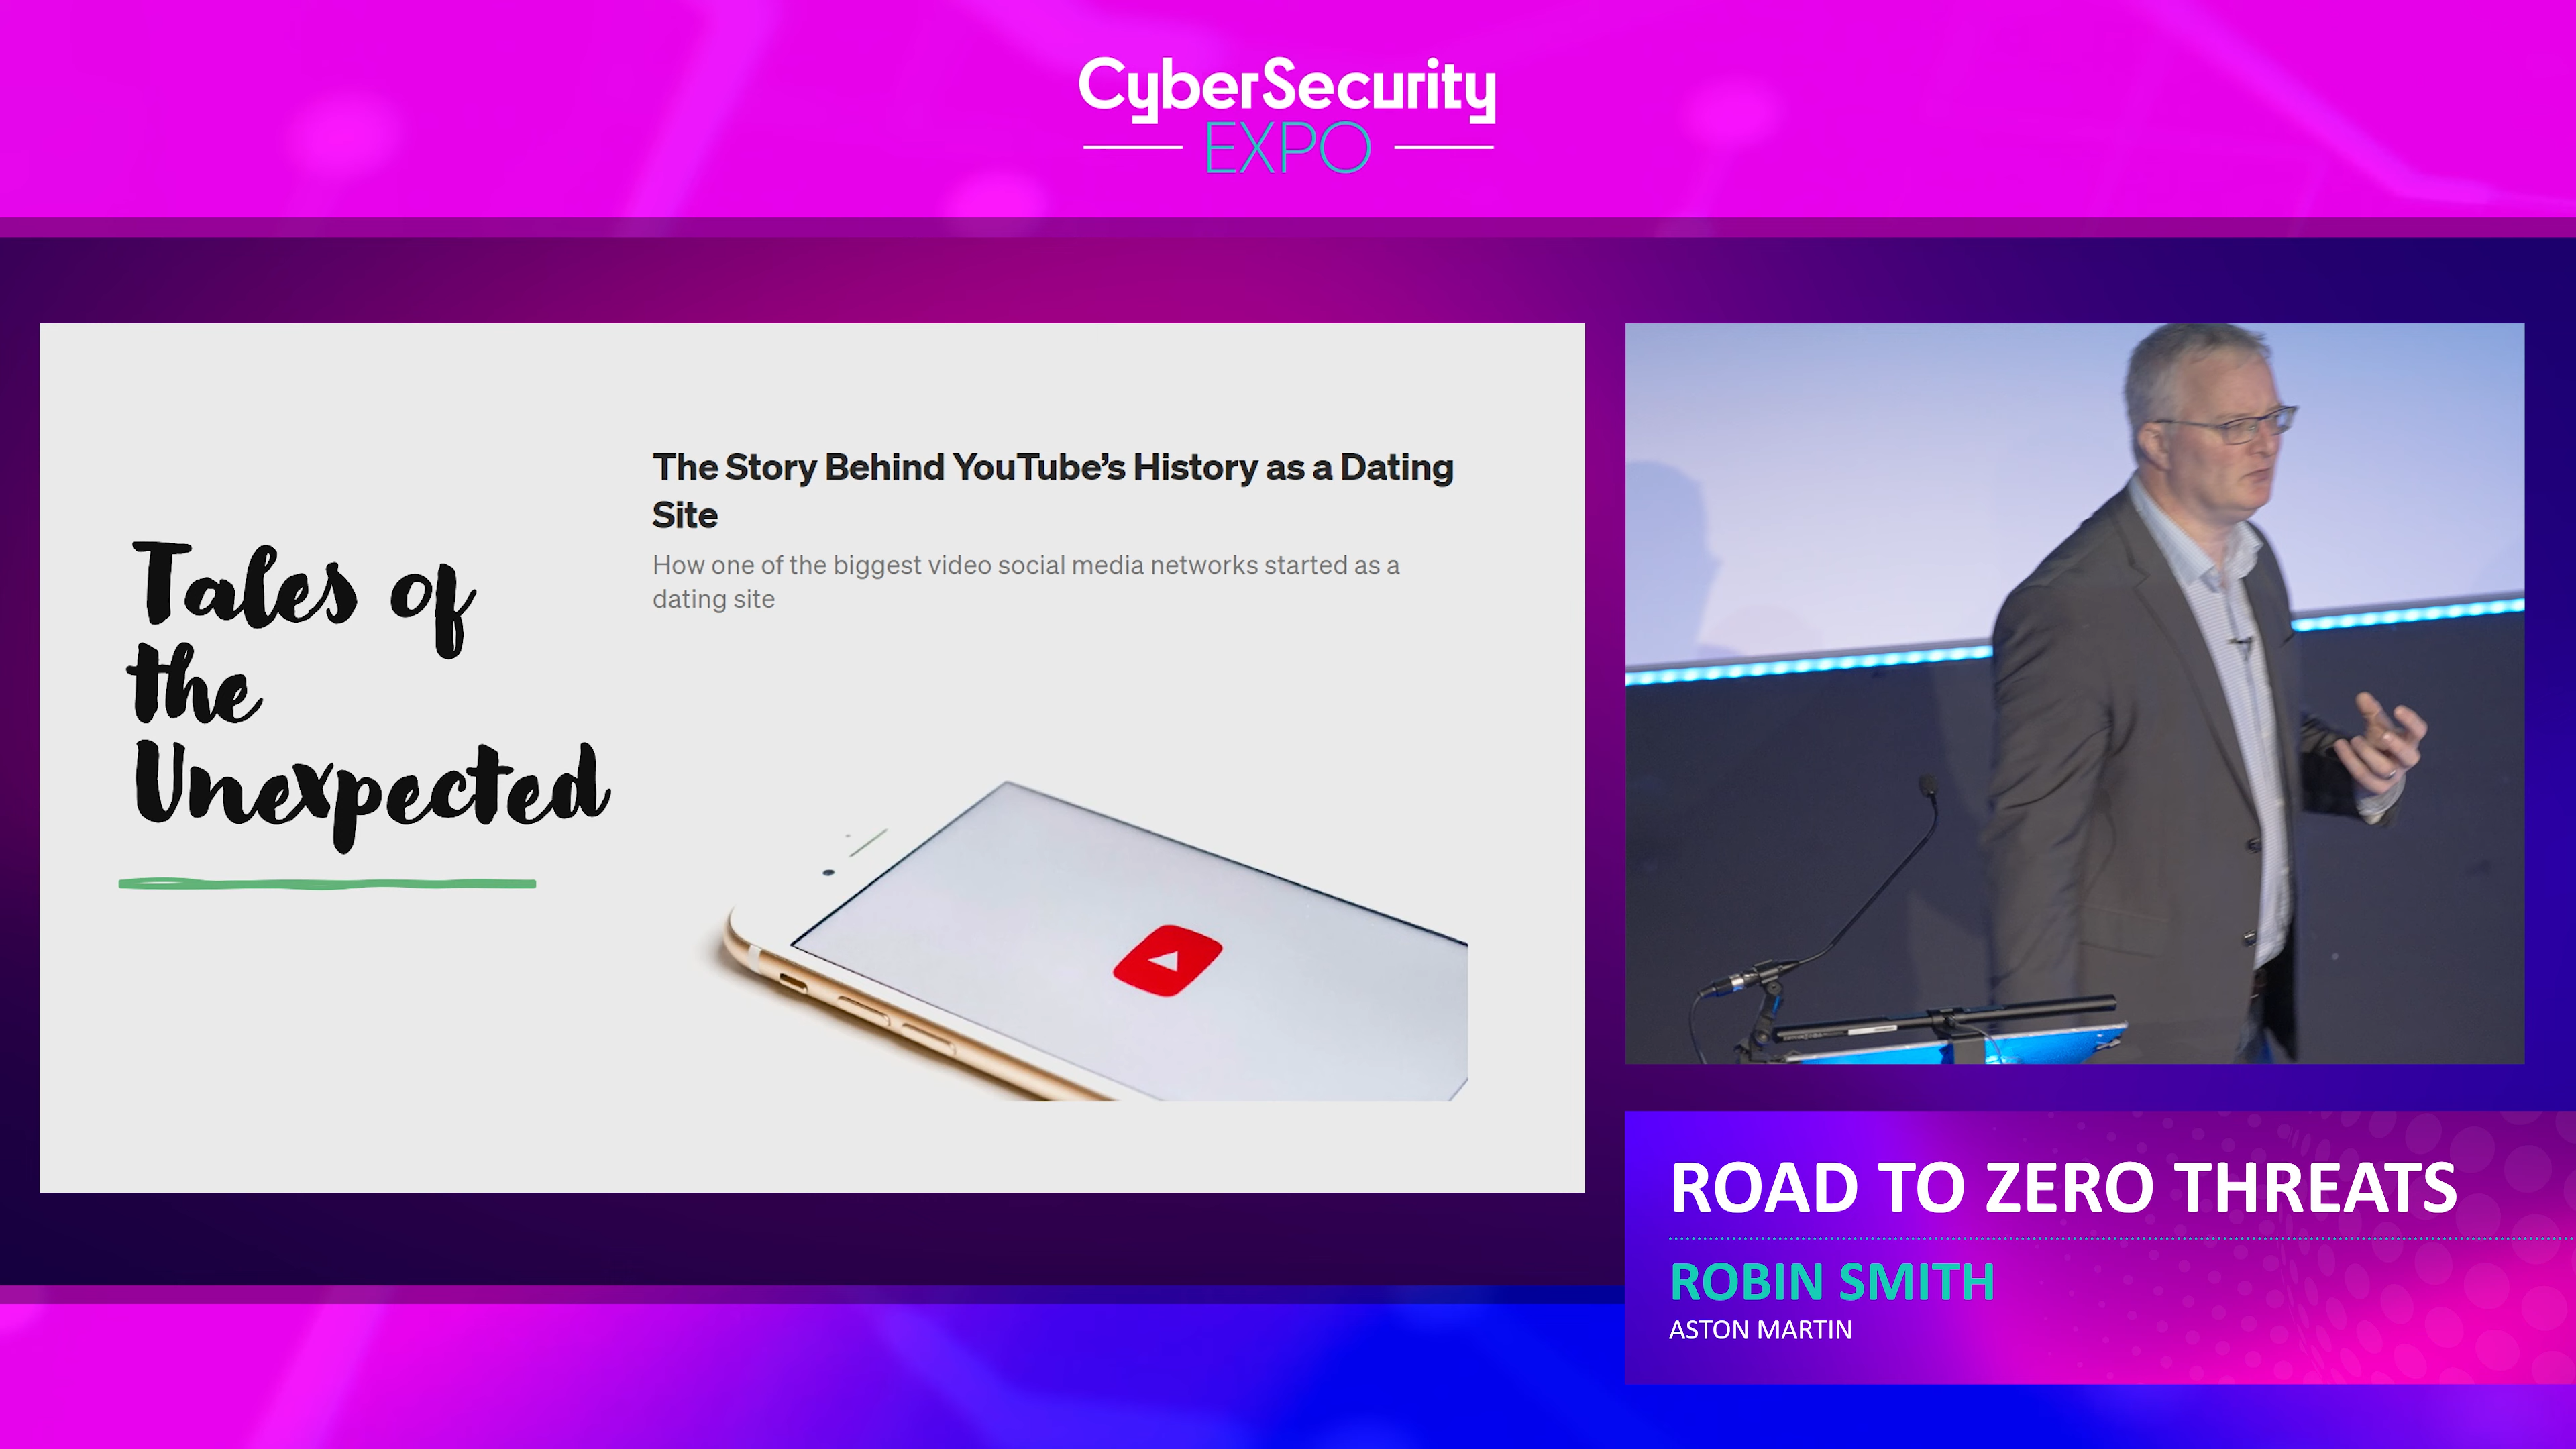 CyberSecurity
EXPO
Tales of
the
Unexpected
The Story Behind YouTube’s History as a Dating
Site
How one of the biggest video social media networks started as a
dating site
ROAD TO ZERO THREATS
ROBIN SMITH
ASTON MARTIN